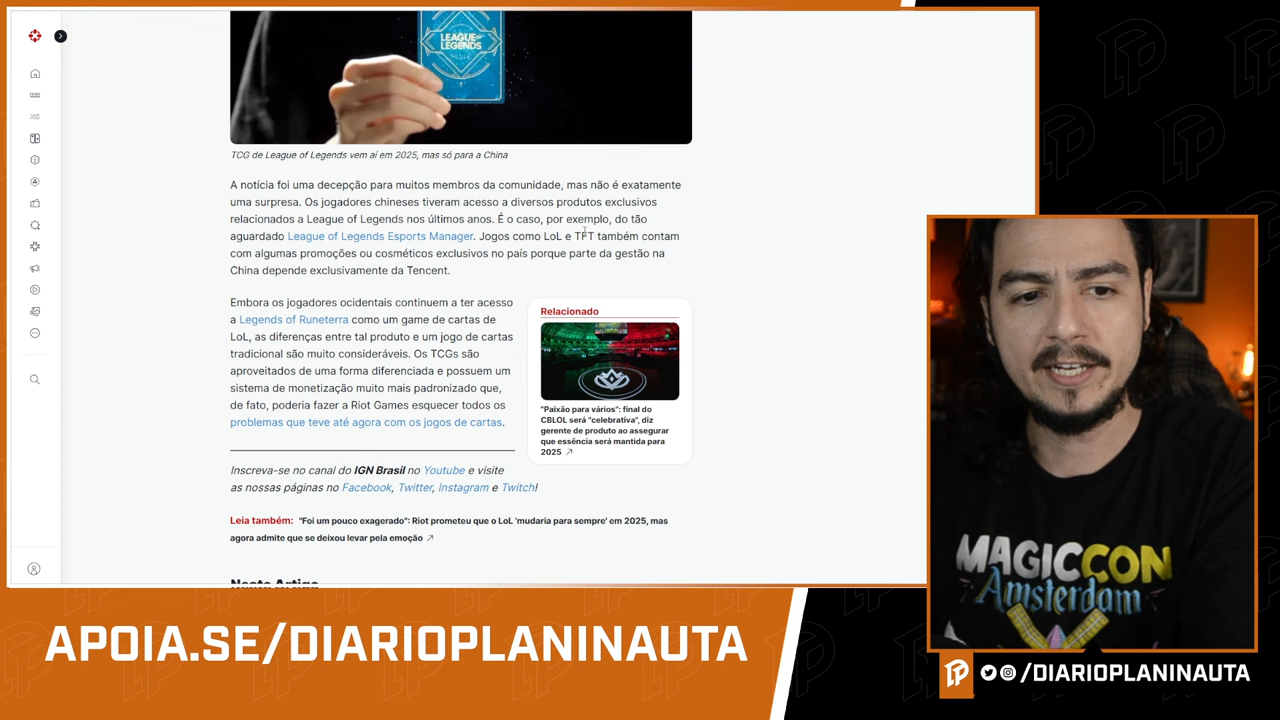 LEAGUE OF
LEGENDS
TCG de League of Legends vem aí em 2025, mas só para a China
A notícia foi uma decepção para muitos membros da comunidade, mas não é exatamente
uma surpresa. Os jogadores chineses tiveram acesso a diversos produtos exclusivos
relacionados a League of Legends nos últimos anos. É o caso, por exemplo, do tão
aguardado League of Legends Esports Manager. Jogos como LoL e TFT também contam
com algumas promoções ou cosméticos exclusivos no país porque parte da gestão na
China depende exclusivamente da Tencent.
Embora os jogadores ocidentais continuem a ter acesso
a Legends of Runeterra como um game de cartas de
LoL, as diferenças entre tal produto e um jogo de cartas
tradicional são muito consideráveis. Os TCGs são
aproveitados de uma forma diferenciada e possuem um
sistema de monetização muito mais padronizado que,
de fato, poderia fazer a Riot Games esquecer todos os
problemas que teve até agora com os jogos de cartas.
Relacionado
"Paixão para vários": final do
CBLOL será "celebrativa", diz
gerente de produto ao assegurar
que essência será mantida para
2025
Inscreva-se no canal do IGN Brasil no Youtube e visite
as nossas páginas no Facebook, Twitter, Instagram e Twitch!
Leia também: "Foi um pouco exagerado": Riot prometeu que o LoL 'mudaria para sempre' em 2025, mas
agora admite que se deixou levar pela emoção
Neste Artigo
MAGICCON
Amsterdam
APOIA.SE/DIARIOPLANINAUTA
/DIARIOPLANINAUTA